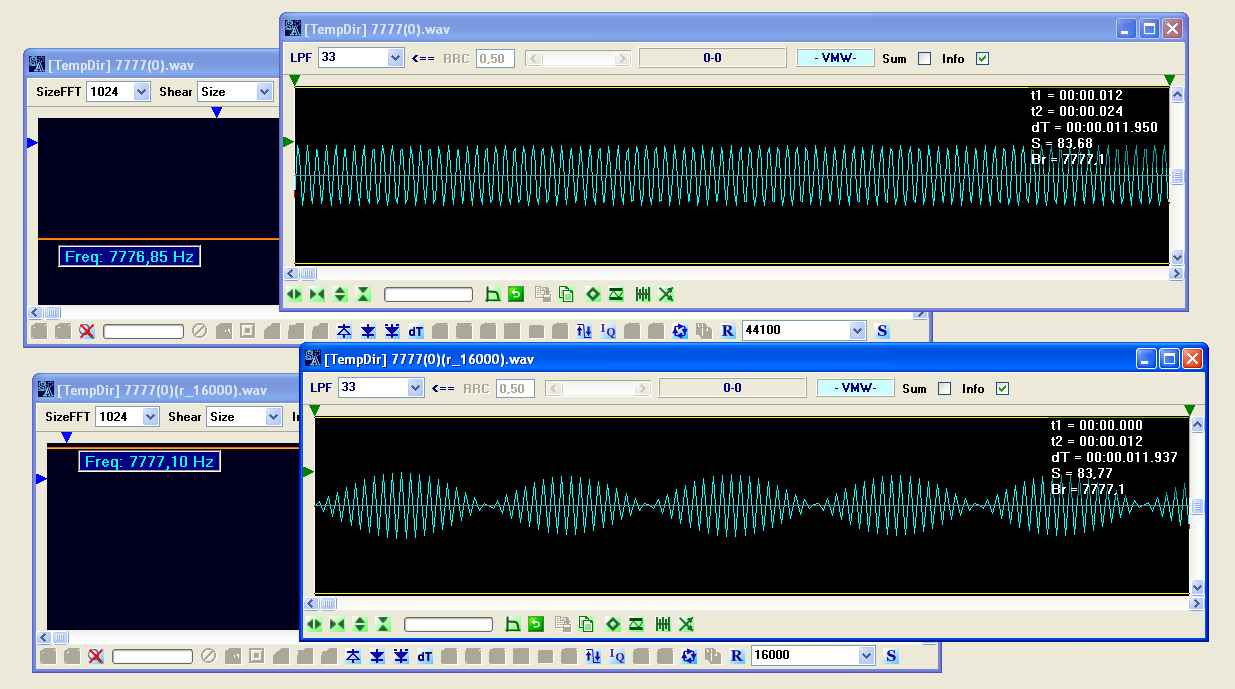 [TempDir] 7777(0).wav
LPF 33 <== RRC 0,50 0-0 - VMW- Sum Info
t1 = 00:00.012
t2 = 00:00.024
dT = 00:00.011.950
S = 83,68
Br = 7777,1
[TempDir] 7777(0).wav
SizeFFT 1024 Shear Size
Freq: 7776,85 Hz
dT IQ R 44100 S
[TempDir] 7777(0)(r_16000).wav
LPF 33 <== RRC 0,50 0-0 - VMW- Sum Info
t1 = 00:00.000
t2 = 00:00.012
dT = 00:00.011.937
S = 83,77
Br = 7777,1
[TempDir] 7777(0)(r_16000).wav
SizeFFT 1024 Shear Size
Freq: 7777,10 Hz
dT IQ R 16000 S